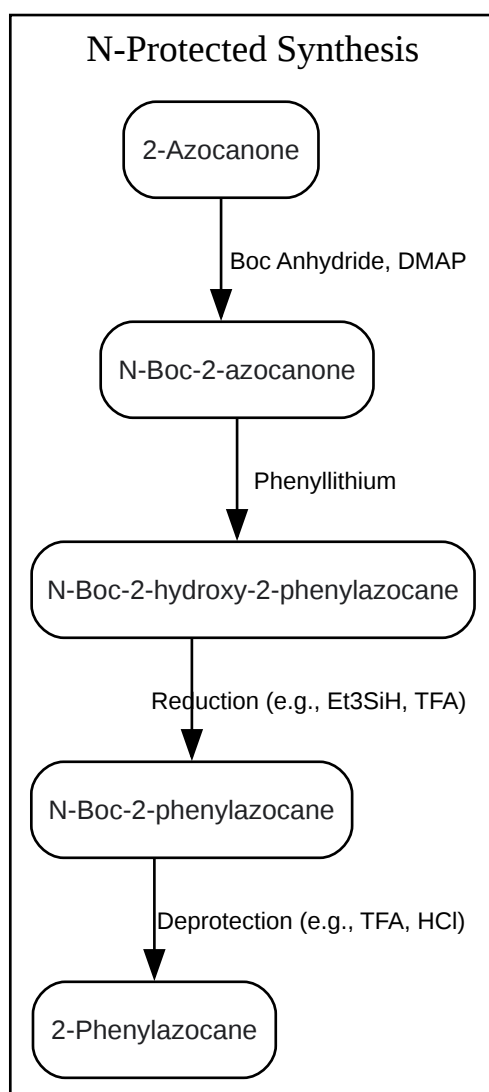 N-Protected Synthesis
2-Azocanone
Boc Anhydride, DMAP
N-Boc-2-azocanone
Phenyllithium
N-Boc-2-hydroxy-2-phenylazocane
Reduction (e.g., Et3SiH, TFA)
N-Boc-2-phenylazocane
Deprotection (e.g., TFA, HCl)
2-Phenylazocane